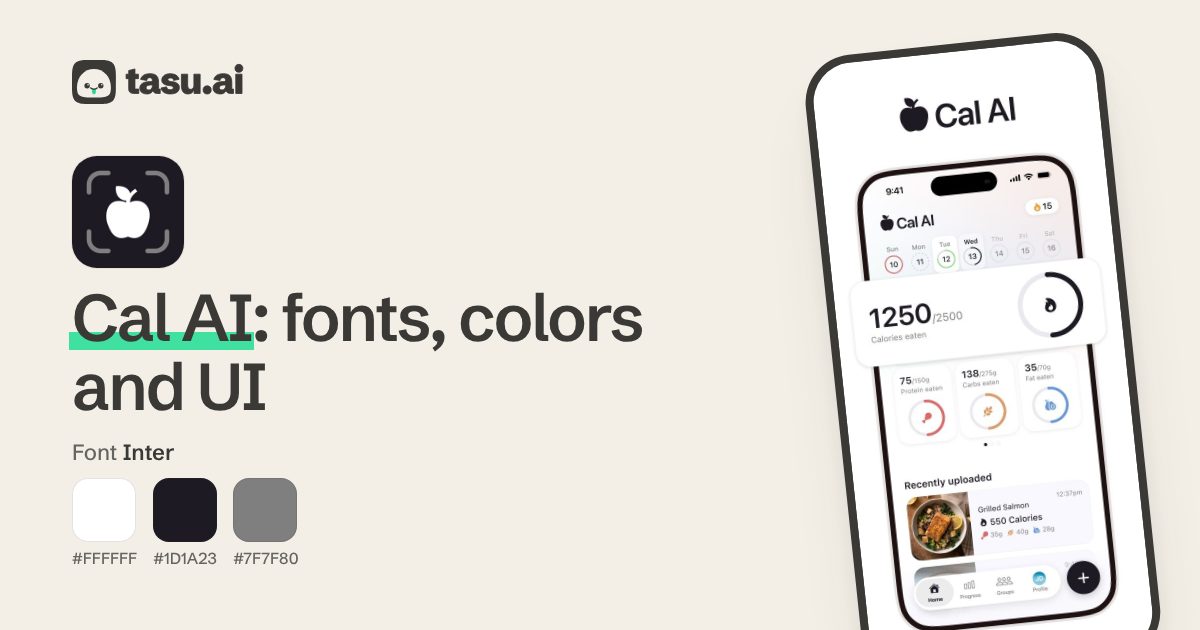 tasu.ai
Cal AI: fonts, colors
and UI
Font Inter
#FFFFFF #1D1A23 #7F7F80
Cal AI
9:41
Cal AI
15
Sun Mon Tue Wed Thu Fri Sat
10 11 12 13 14 15 16
1250/2500
Calories eaten
75/150g 138/275g 35/70g
Protein eaten Carbs eaten Fat eaten
Recently uploaded
Grilled Salmon 12:37pm
550 Calories
35g 40g 28g
Home Progress Groups Profile
JD
+